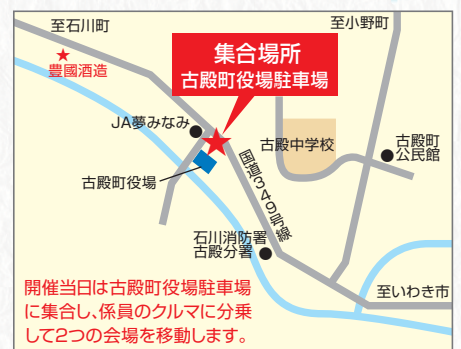 至石川町
至小野町
★
豊國酒造
集合場所
古殿町役場駐車場
JA夢みなみ
古殿中学校
古殿町
公民館
古殿町役場
国道349号線
石川消防署
古殿分署
至いわき市
開催当日は古殿町役場駐車場
に集合し、係員のクルマに分乗
して2つの会場を移動します。